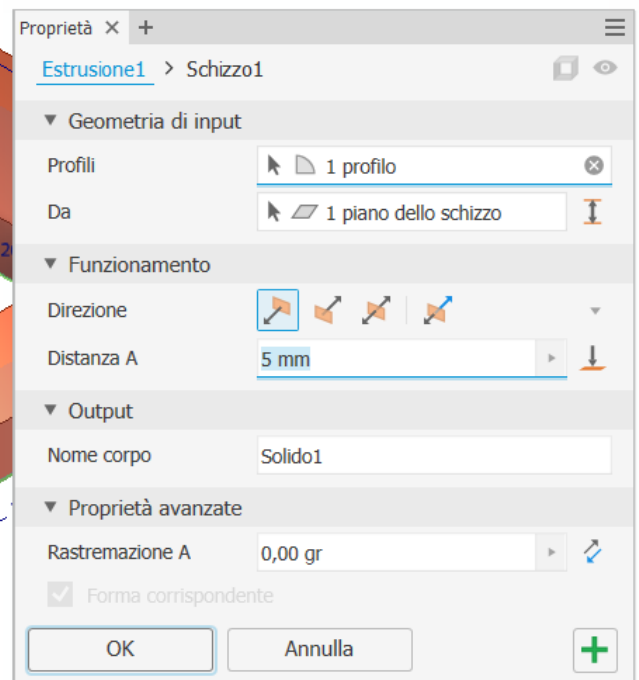 Proprietà
Estrusione1 > Schizzo1
Geometria di input
Profili 1 profilo
Da 1 piano dello schizzo
Funzionamento
Direzione
Distanza A 5 mm
Output
Nome corpo Solido1
Proprietà avanzate
Rastremazione A 0,00 gr
Forma corrispondente
OK Annulla